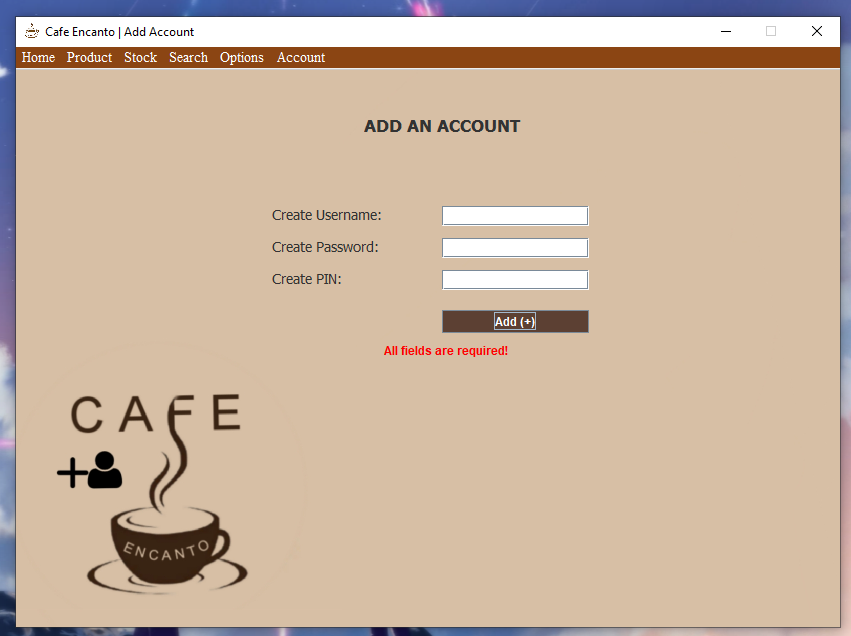 Cafe Encanto | Add Account
Home Product Stock Search Options Account
ADD AN ACCOUNT
Create Username:
Create Password:
Create PIN:
Add (+)
All fields are required!
CAFE
ENCANTO